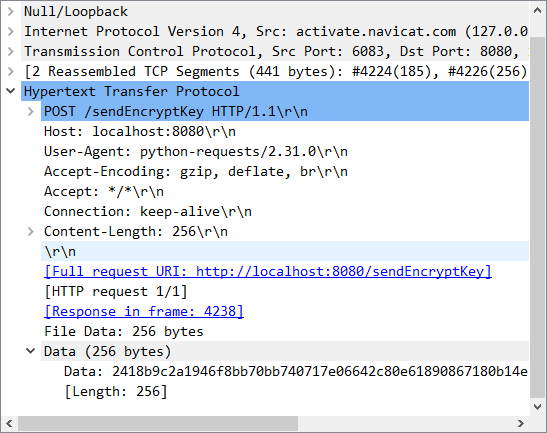 Null/Loopback
Internet Protocol Version 4, Src: activate.navicat.com (127.0.0
Transmission Control Protocol, Src Port: 6083, Dst Port: 8080, S
[2 Reassembled TCP Segments (441 bytes): #4224(185), #4226(256)]
Hypertext Transfer Protocol
POST /sendEncryptKey HTTP/1.1\r\n
Host: localhost:8080\r\n
User-Agent: python-requests/2.31.0\r\n
Accept-Encoding: gzip, deflate, br\r\n
Accept: */*\r\n
Connection: keep-alive\r\n
Content-Length: 256\r\n
\r\n
[Full request URI: http://localhost:8080/sendEncryptKey]
[HTTP request 1/1]
[Response in frame: 4238]
File Data: 256 bytes
Data (256 bytes)
Data: 2418b9c2a1946f8bb70bb740717e06642c80e61890867180b14e
[Length: 256]